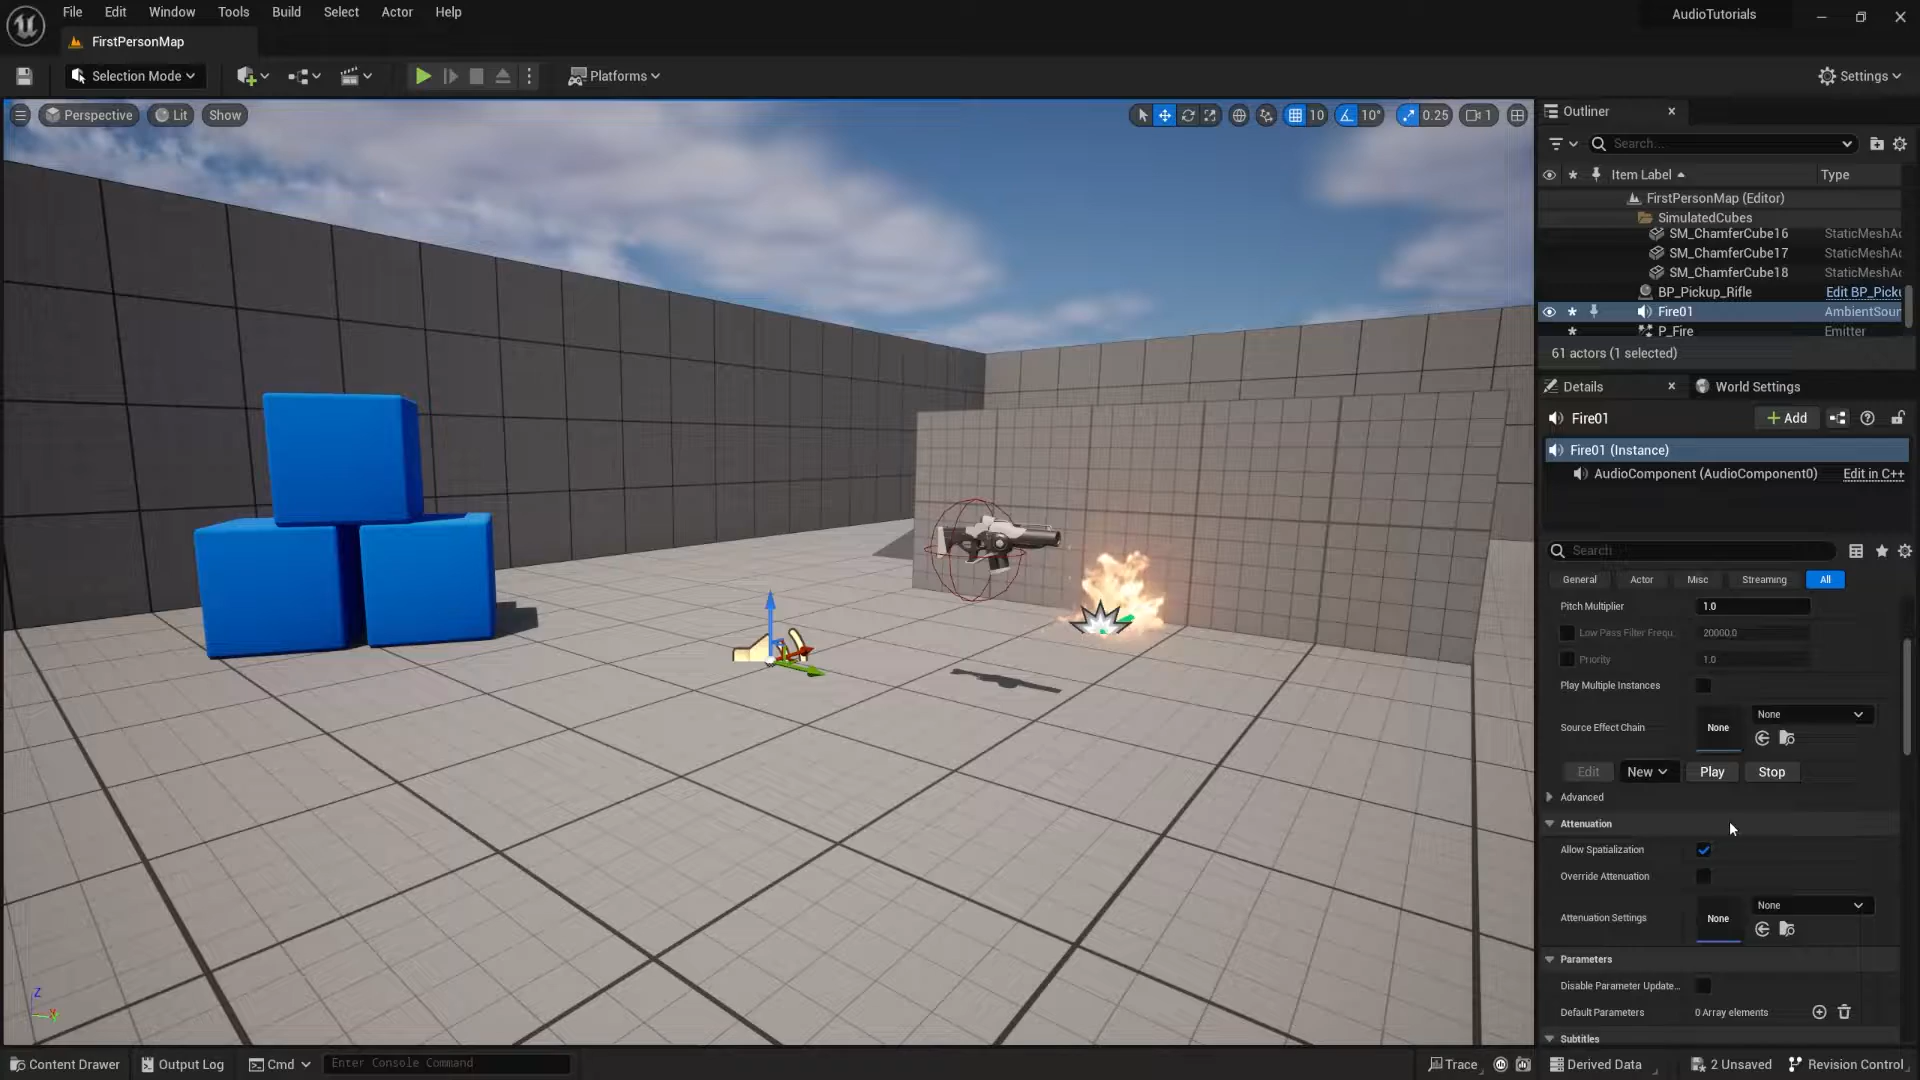 File Edit Window Tools Build Select Actor Help
AudioTutorials
FirstPersonMap
Selection Mode
Platforms
Settings
Perspective Lit Show
10 10° 0.25 1
Outliner
Search...
Item Label Type
FirstPersonMap (Editor)
SimulatedCubes
SM_ChamferCube16 StaticMeshAc
SM_ChamferCube17 StaticMeshAc
SM_ChamferCube18 StaticMeshAc
BP_Pickup_Rifle Edit BP_Picku
Fire01 AmbientSoun
P_Fire Emitter
61 actors (1 selected)
Details World Settings
Fire01 Add
Fire01 (Instance)
AudioComponent (AudioComponent0) Edit in C++
Search
General Actor Misc Streaming All
Pitch Multiplier 1.0
Low Pass Filter Frequ 20000.0
Priority 1.0
Play Multiple Instances
Source Effect Chain None None
Edit New Play Stop
Advanced
Attenuation
Allow Spatialization
Override Attenuation
Attenuation Settings None None
Parameters
Disable Parameter Update...
Default Parameters 0 Array elements
Subtitles
Z
Content Drawer Output Log Cmd Enter Console Command Trace Derived Data 2 Unsaved Revision Control